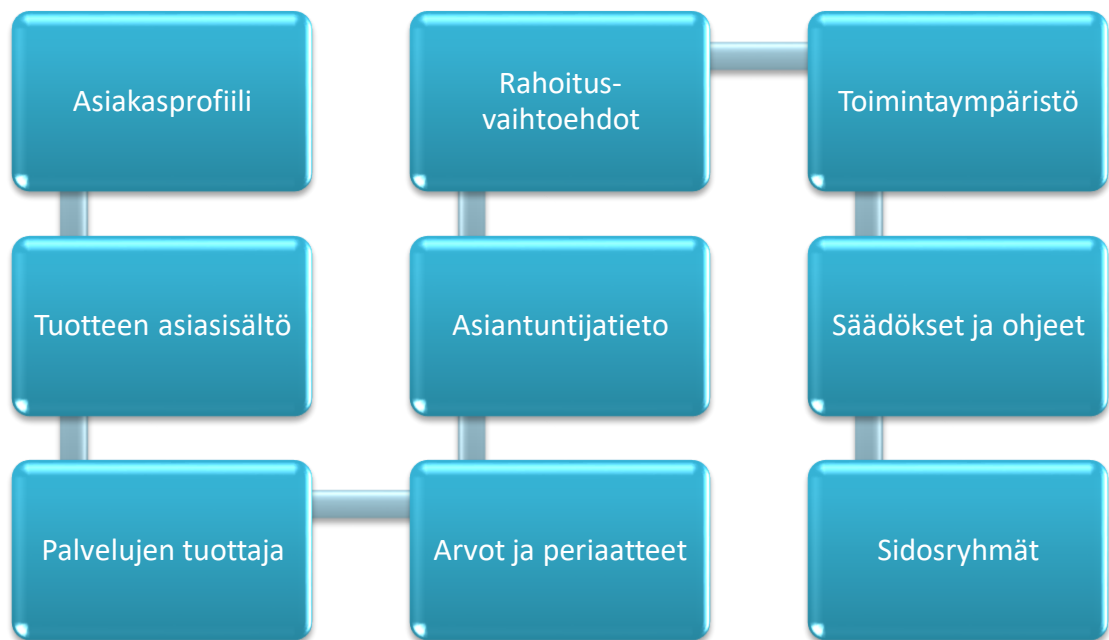 Asiakasprofiili
Tuotteen asiasisältö
Palvelujen tuottaja
Arvot ja periaatteet
Asiantuntijatieto
Rahoitus-
vaihtoehdot
Toimintaympäristö
Säädökset ja ohjeet
Sidosryhmät